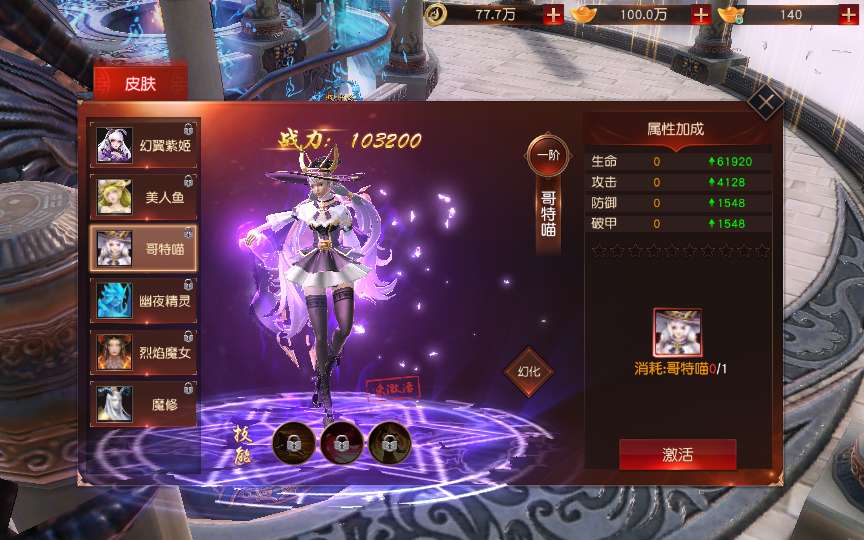 77.7万
100.0万
140
皮肤
幻翼紫姬
美人鱼
哥特喵
幽夜精灵
烈焰魔女
魔修
战力：103200
一阶
哥特喵
幻化
未激活
技能
属性加成
生命 0 61920
攻击 0 4128
防御 0 1548
破甲 0 1548
消耗:哥特喵0/1
激活